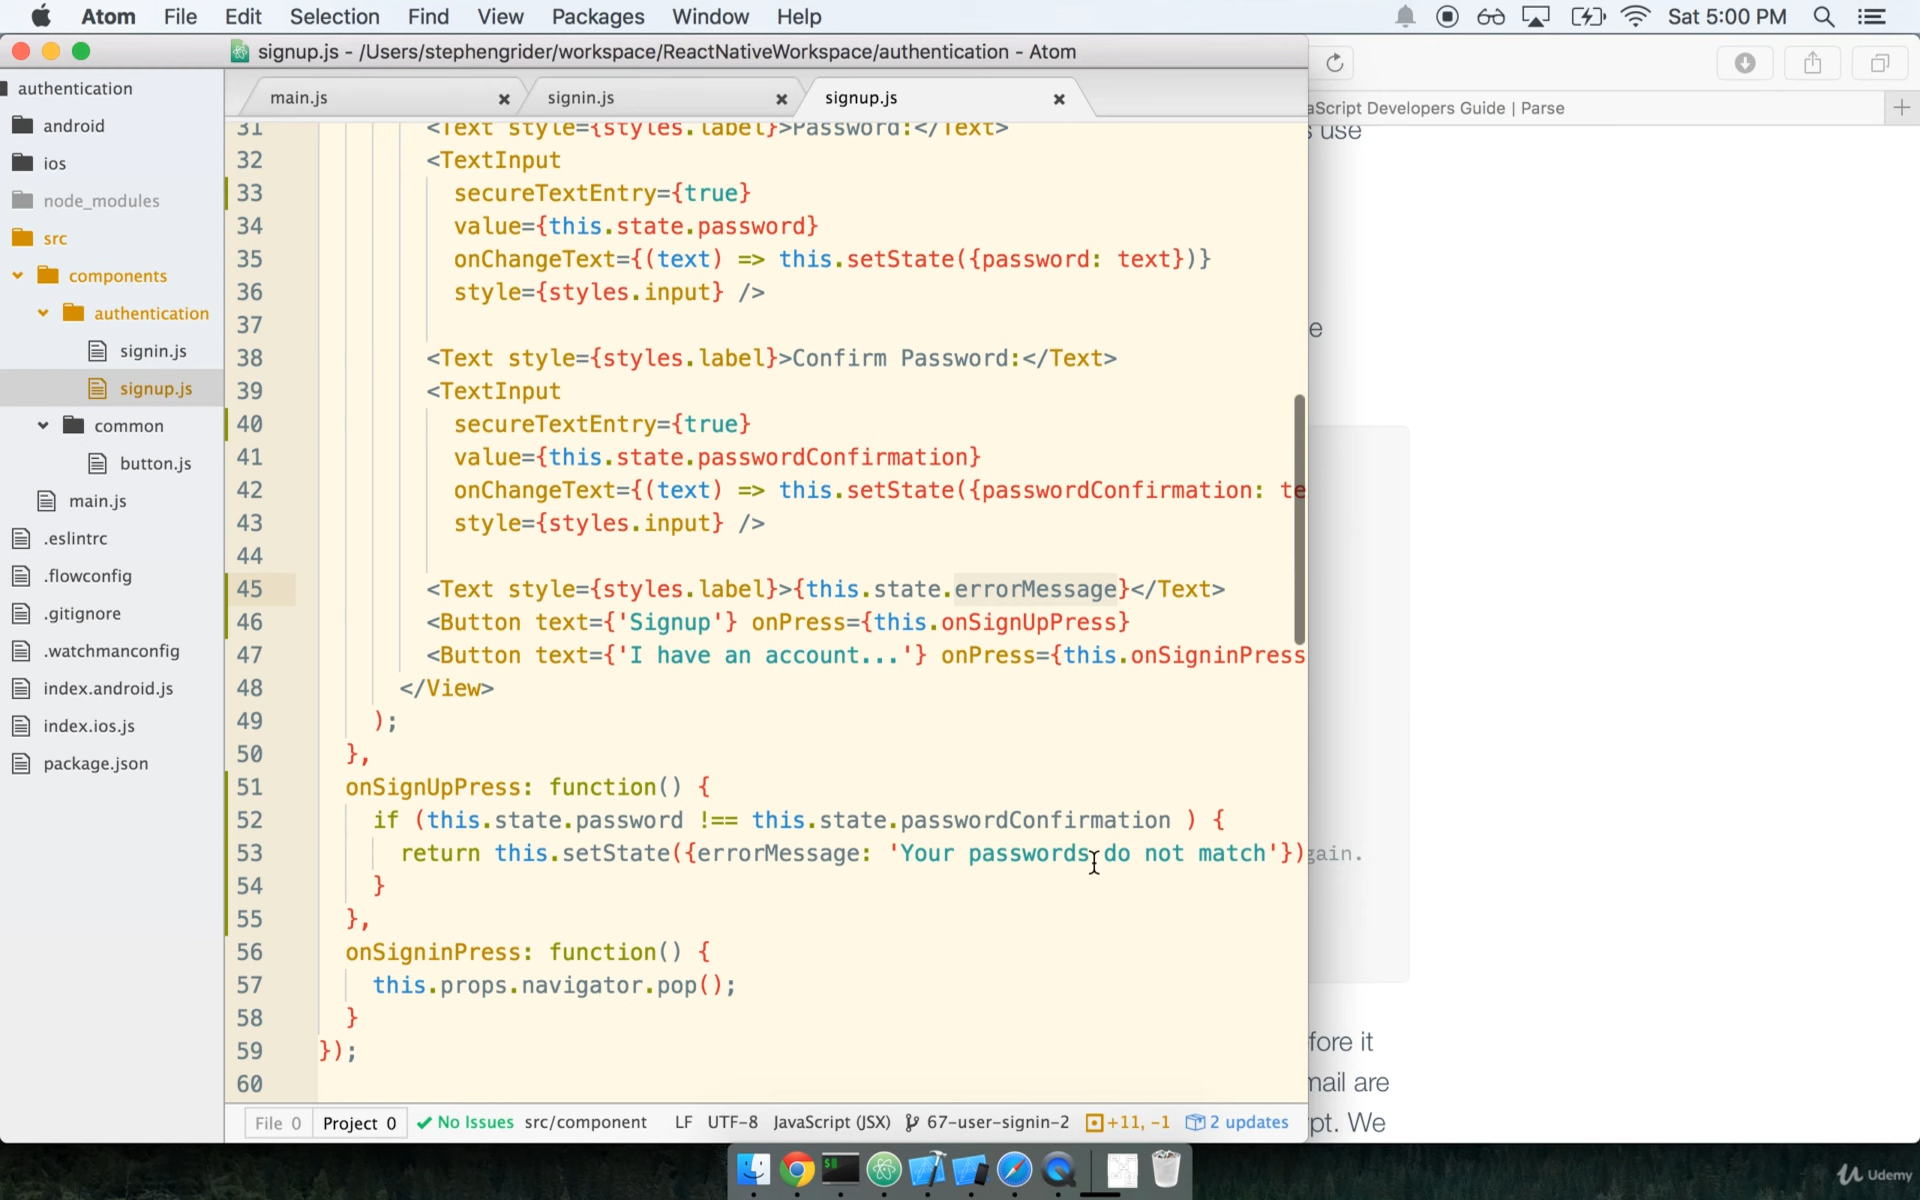 Atom File Edit Selection Find View Packages Window Help Sat 5:00 PM
signup.js - /Users/stephengrider/workspace/ReactNativeWorkspace/authentication - Atom
authentication
android
ios
node_modules
src
components
authentication
signin.js
signup.js
common
button.js
main.js
.eslintrc
.flowconfig
.gitignore
.watchmanconfig
index.android.js
index.ios.js
package.json
main.js signin.js signup.js
31 <Text style={styles.label}>Password:</Text>
32 <TextInput
33 secureTextEntry={true}
34 value={this.state.password}
35 onChangeText={(text) => this.setState({password: text})}
36 style={styles.input} />
37
38 <Text style={styles.label}>Confirm Password:</Text>
39 <TextInput
40 secureTextEntry={true}
41 value={this.state.passwordConfirmation}
42 onChangeText={(text) => this.setState({passwordConfirmation: te
43 style={styles.input} />
44
45 <Text style={styles.label}>{this.state.errorMessage}</Text>
46 <Button text={'Signup'} onPress={this.onSignUpPress}
47 <Button text={'I have an account...'} onPress={this.onSigninPress
48 </View>
49 );
50 },
51 onSignUpPress: function() {
52 if (this.state.password !== this.state.passwordConfirmation ) {
53 return this.setState({errorMessage: 'Your passwords do not match'})
54 }
55 },
56 onSigninPress: function() {
57 this.props.navigator.pop();
58 }
59 });
60
File 0 Project 0 No Issues src/component LF UTF-8 JavaScript (JSX) 67-user-signin-2 +11, -1 2 updates
aScript Developers Guide | Parse
use
e
gain.
fore it
mail are
pt. We
Udemy